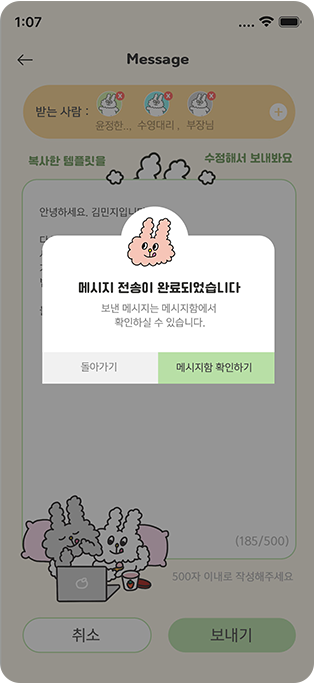 1:07
Message
받는 사람 :
윤정한... 수영대리 , 부장님
복사한 템플릿을
수정해서 보내봐요
안녕하세요. 김민지입니
메시지 전송이 완료되었습니다
보낸 메시지는 메시지함에서
확인하실 수 있습니다.
돌아가기
메시지함 확인하기
(185/500)
500자 이내로 작성해주세요
취소
보내기